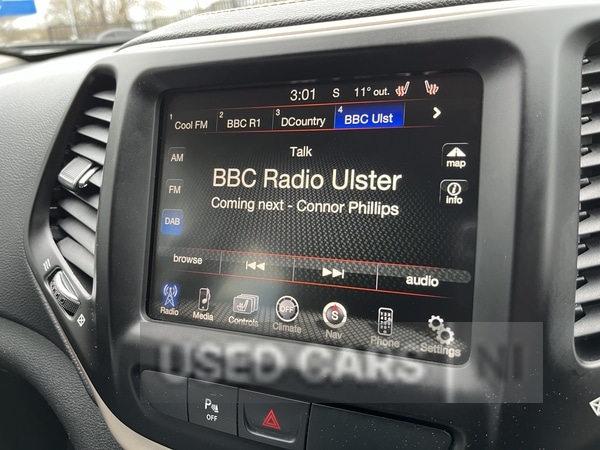 3:01 S 11° out.
1 Cool FM 2 BBC R1 3 DCountry 4 BBC Ulst
AM
Talk
map
BBC Radio Ulster
FM
Coming next - Connor Phillips
info
DAB
browse
audio
Radio Media Controls Climate Nav Phone Settings
OFF
S
USED CARS NI
P OFF